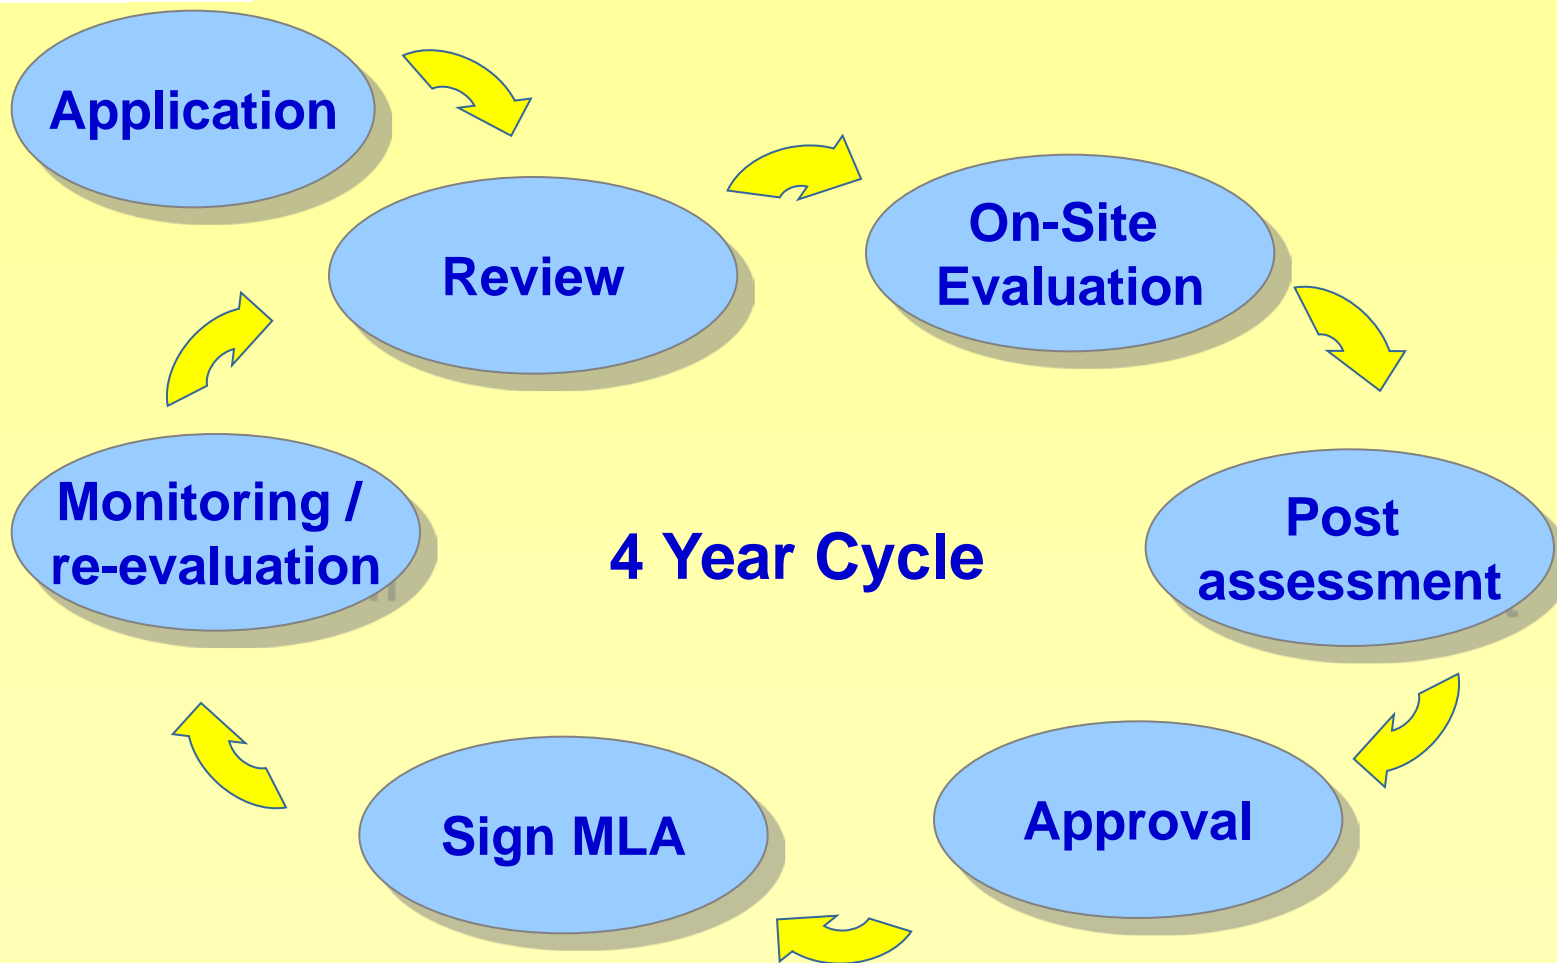 Application
Review
On-Site
Evaluation
Post
assessment
Approval
Sign MLA
Monitoring /
re-evaluation
4 Year Cycle